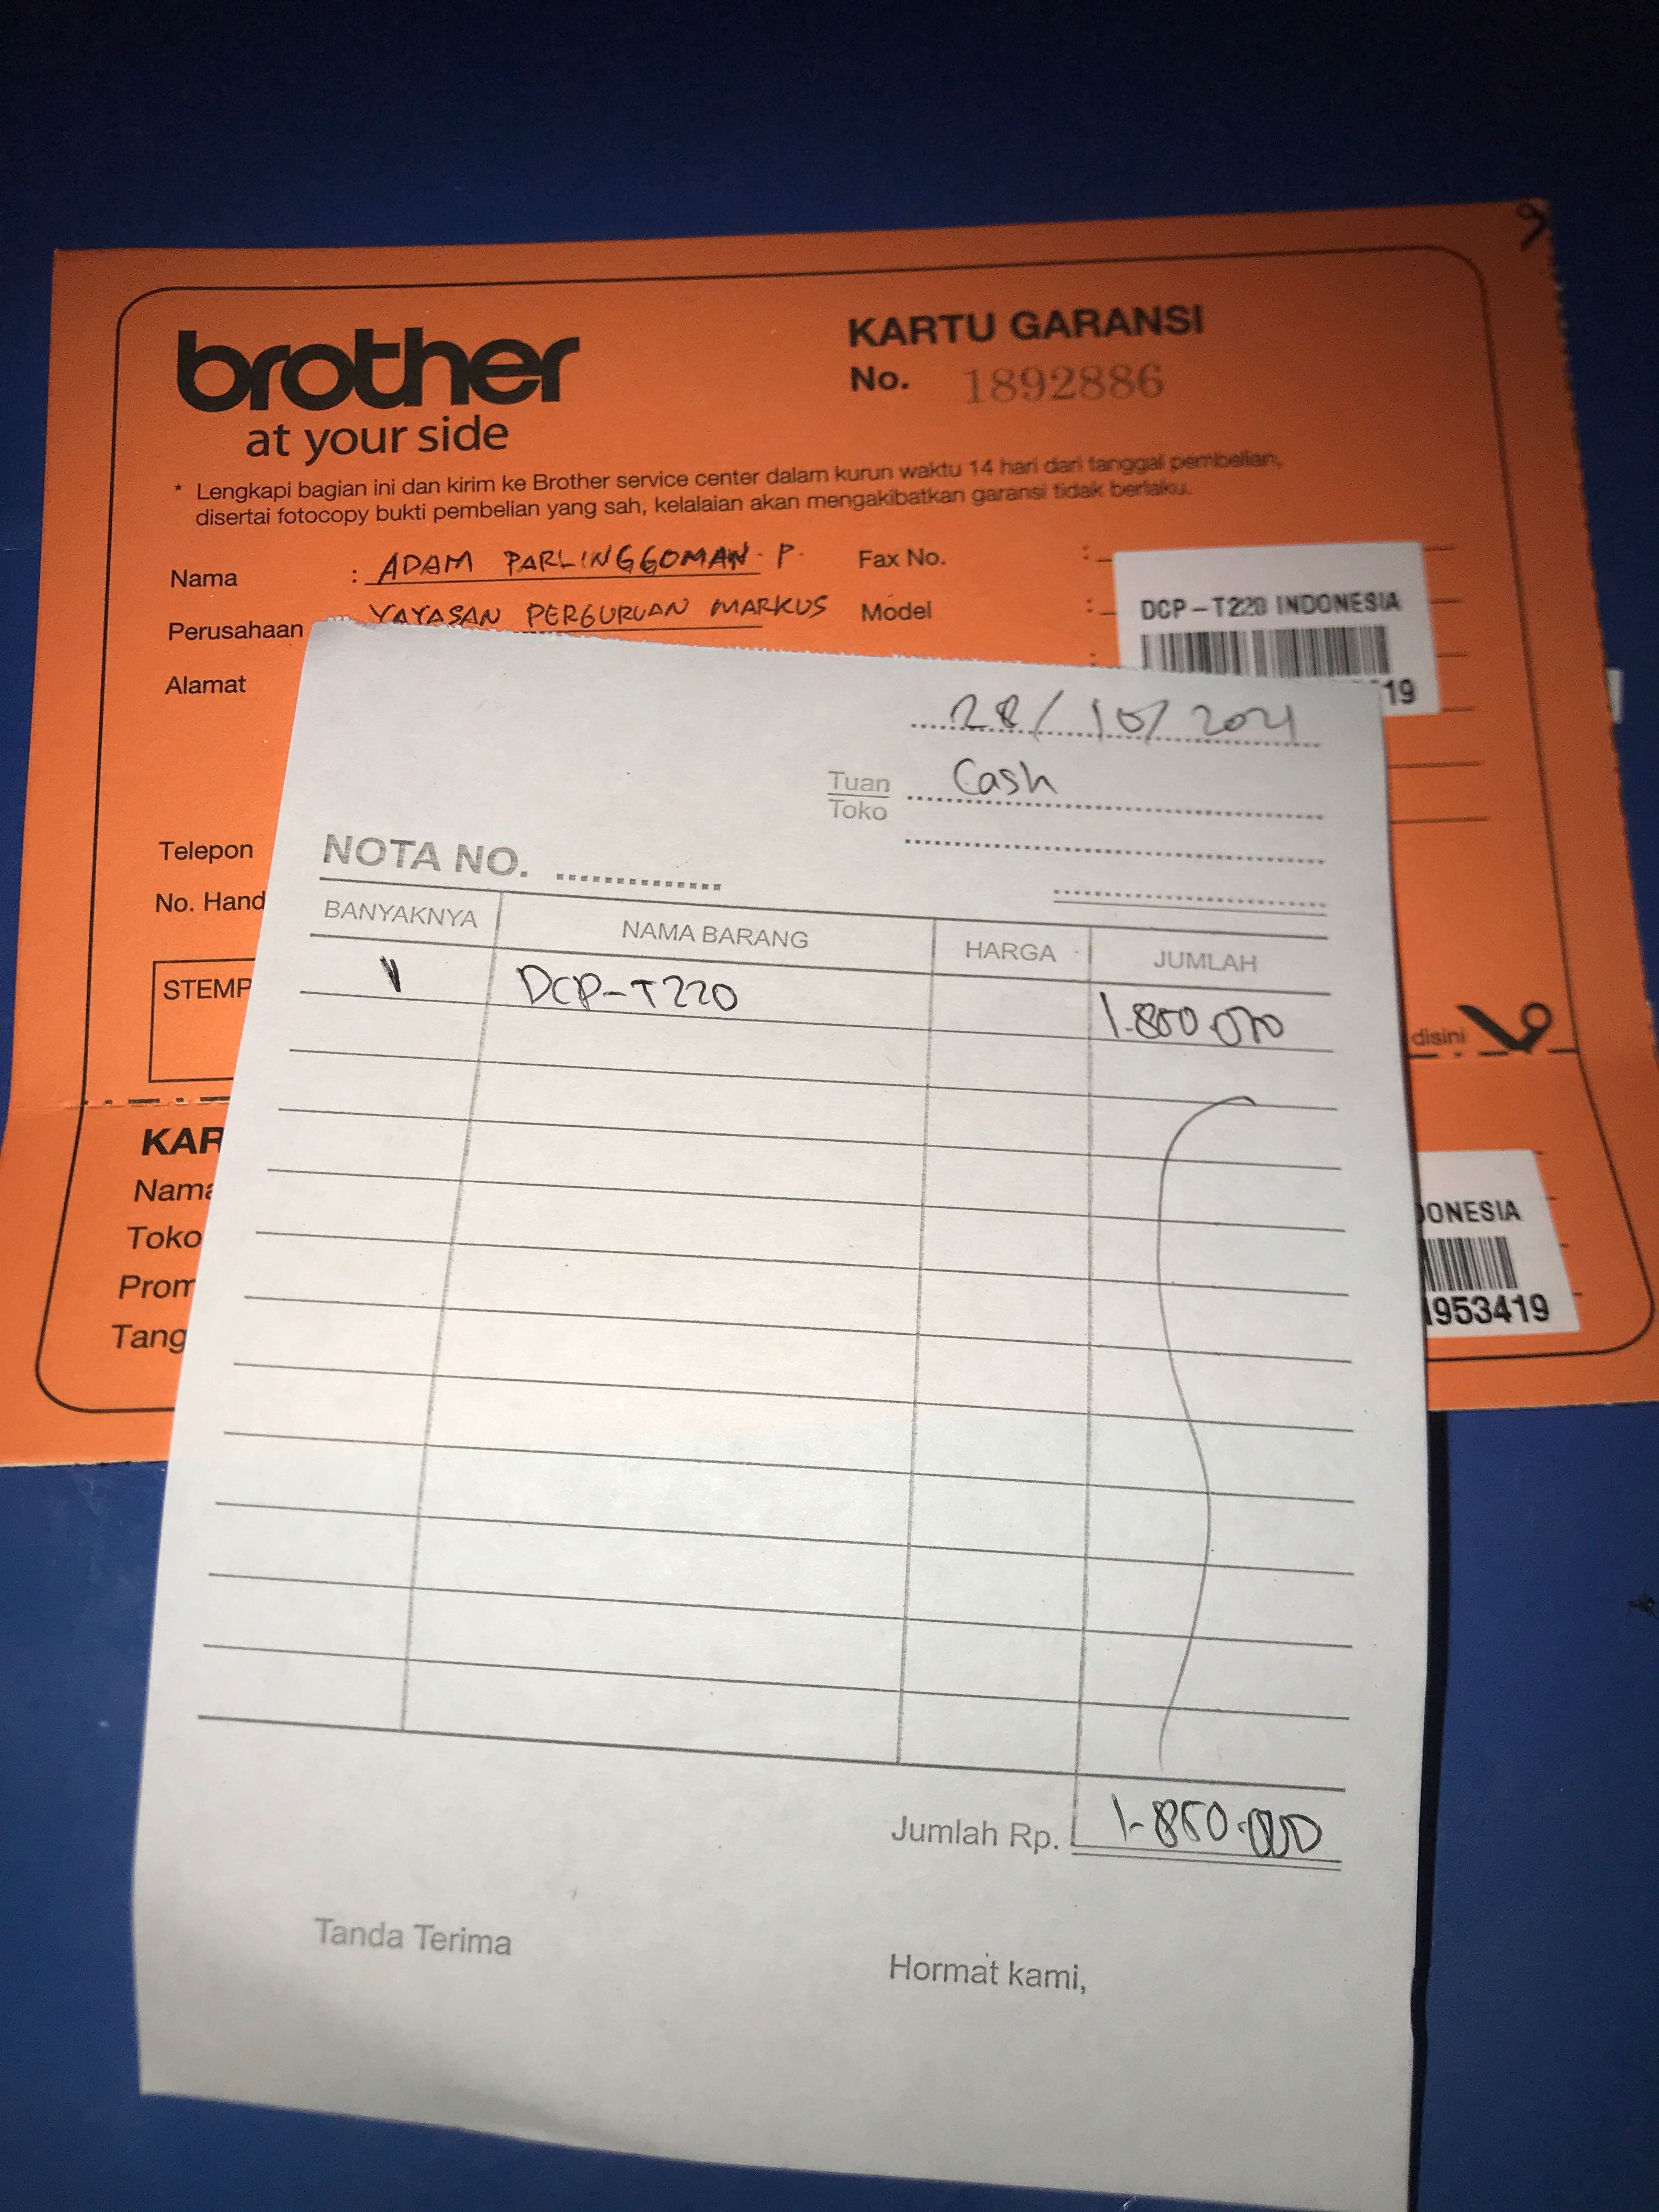 brother
at your side
KARTU GARANSI
No. 1892886
* Lengkapi bagian ini dan kirim ke Brother service center dalam kurun waktu 14 hari dari tanggal pembelian,
disertai fotocopy bukti pembelian yang sah, kelalaian akan mengakibatkan garansi tidak berlaku.
Nama : ADAM PARLINGGOMAN. P. Fax No. :
Perusahaan YAYASAN PERGURUAN MARKUS Model : DCP-T220 INDONESIA
Alamat : 19
Telepon
No. Hand
STEMP
disini
KAR
Nama
Toko
Prom
Tang
ONESIA
953419
28/10/2021
Tuan Cash
Toko
NOTA NO.
BANYAKNYA NAMA BARANG HARGA JUMLAH
1 DCP-T220 1.850.000
Jumlah Rp. 1.850.000
Tanda Terima
Hormat kami,